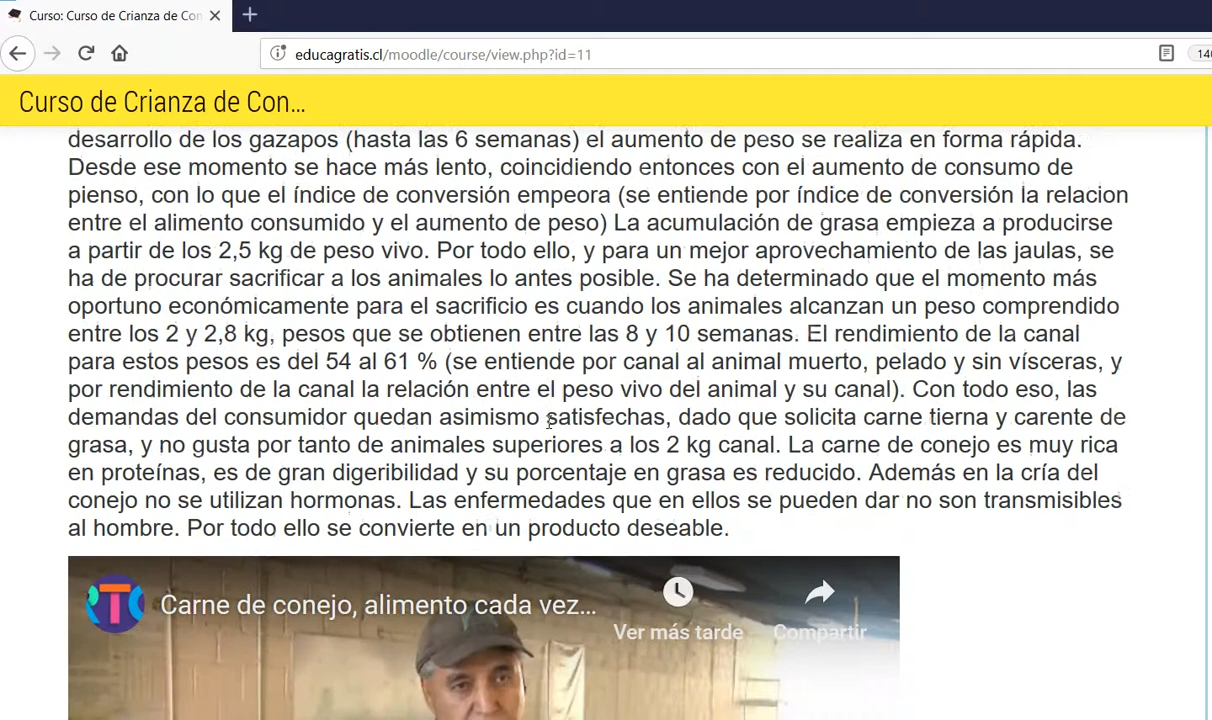 Curso: Curso de Crianza de Con
educagratis.cl/moodle/course/view.php?id=11
140
Curso de Crianza de Con...
desarrollo de los gazapos (hasta las 6 semanas) el aumento de peso se realiza en forma rápida.
Desde ese momento se hace más lento, coincidiendo entonces con el aumento de consumo de
pienso, con lo que el índice de conversión empeora (se entiende por índice de conversión la relacion
entre el alimento consumido y el aumento de peso) La acumulación de grasa empieza a producirse
a partir de los 2,5 kg de peso vivo. Por todo ello, y para un mejor aprovechamiento de las jaulas, se
ha de procurar sacrificar a los animales lo antes posible. Se ha determinado que el momento más
oportuno económicamente para el sacrificio es cuando los animales alcanzan un peso comprendido
entre los 2 y 2,8 kg, pesos que se obtienen entre las 8 y 10 semanas. El rendimiento de la canal
para estos pesos es del 54 al 61 % (se entiende por canal al animal muerto, pelado y sin vísceras, y
por rendimiento de la canal la relación entre el peso vivo del animal y su canal). Con todo eso, las
demandas del consumidor quedan asimismo satisfechas, dado que solicita carne tierna y carente de
grasa, y no gusta por tanto de animales superiores a los 2 kg canal. La carne de conejo es muy rica
en proteínas, es de gran digeribilidad y su porcentaje en grasa es reducido. Además en la cría del
conejo no se utilizan hormonas. Las enfermedades que en ellos se pueden dar no son transmisibles
al hombre. Por todo ello se convierte en un producto deseable.
Carne de conejo, alimento cada vez...
Ver más tarde
Compartir